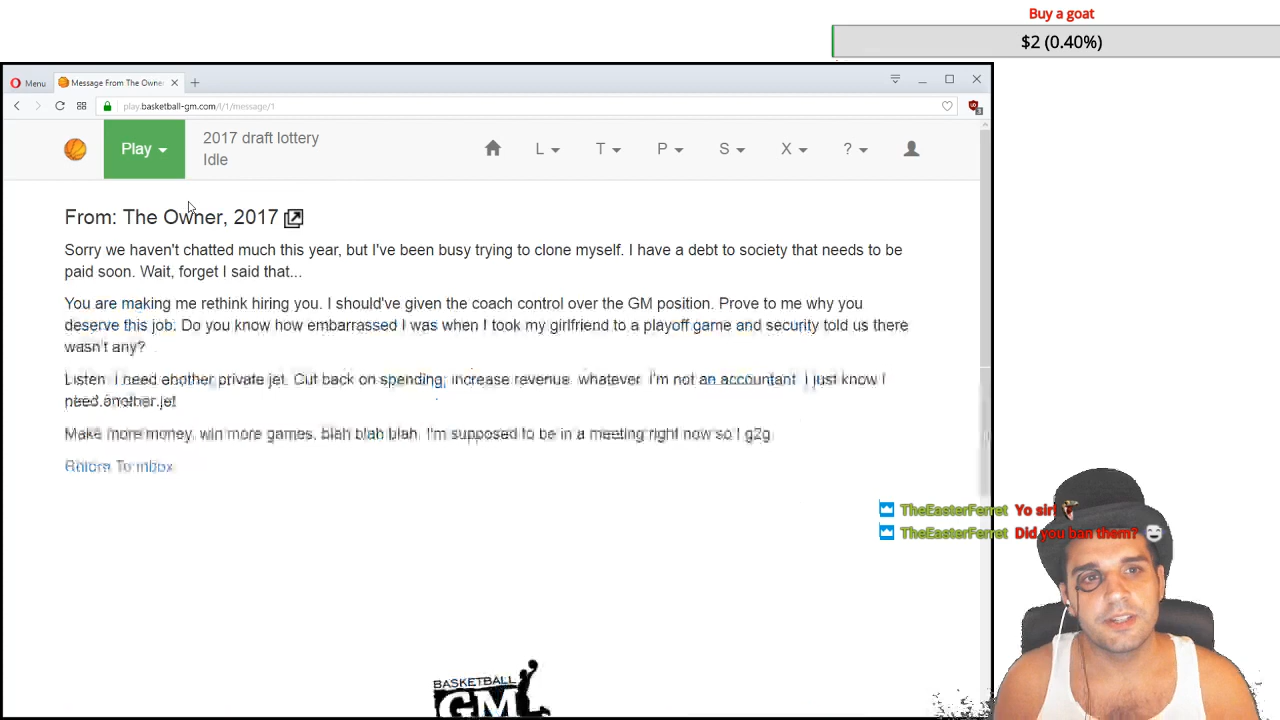 Buy a goat
$2 (0.40%)
Menu
Message From The Owne
play.basketball-gm.com/l/1/message/1
Play
2017 draft lottery
Idle
L
T
P
S
X
?
From: The Owner, 2017
Sorry we haven't chatted much this year, but I've been busy trying to clone myself. I have a debt to society that needs to be
paid soon. Wait, forget I said that...
You are making me rethink hiring you. I should've given the coach control over the GM position. Prove to me why you
deserve this job. Do you know how embarrassed I was when I took my girlfriend to a playoff game and security told us there
wasn't any?
Listen, I need another private jet. Cut back on spending, increase revenue, whatever. I'm not an accountant. I just know I
need another jet.
Make more money, win more games, blah blah blah. I'm supposed to be in a meeting right now so I g2g
Return To Inbox
TheEasterFerret Yo sir!
TheEasterFerret Did you ban them?
BASKETBALL
GM